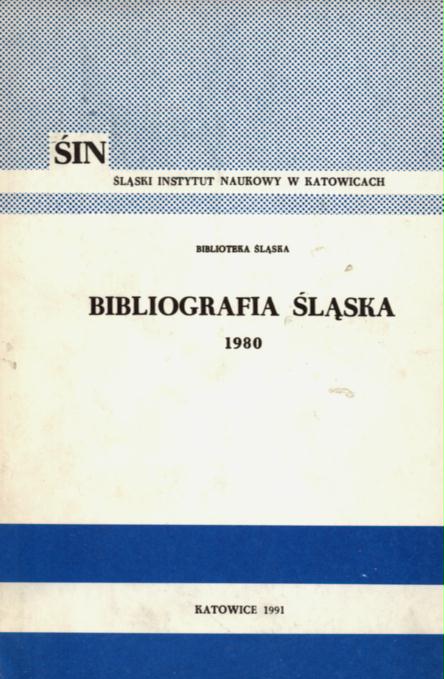 ŚIN
ŚLĄSKI INSTYTUT NAUKOWY W KATOWICACH
BIBLIOTEKA ŚLĄSKA
BIBLIOGRAFIA ŚLĄSKA
1980
KATOWICE 1991